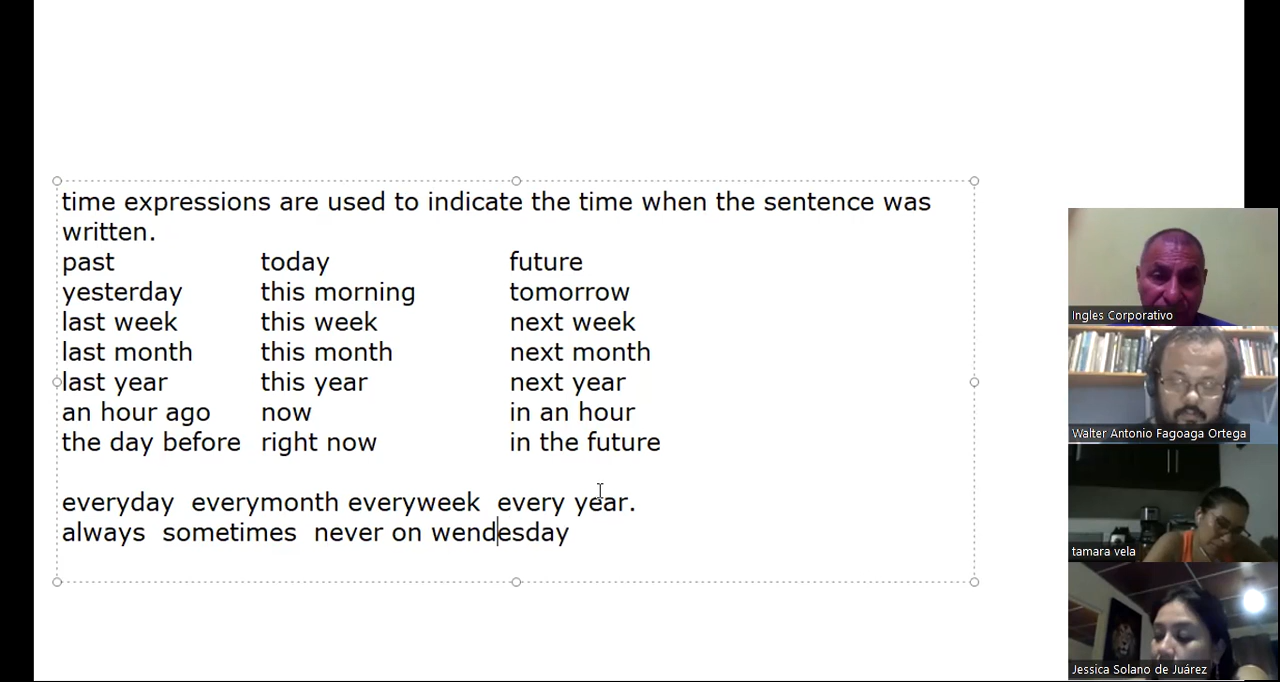 time expressions are used to indicate the time when the sentence was
written.
past today future
yesterday this morning tomorrow
last week this week next week
last month this month next month
last year this year next year
an hour ago now in an hour
the day before right now in the future
everyday everymonth everyweek every year.
always sometimes never on wendesday
Ingles Corporativo
Walter Antonio Fagoaga Ortega
tamara vela
Jessica Solano de Juárez